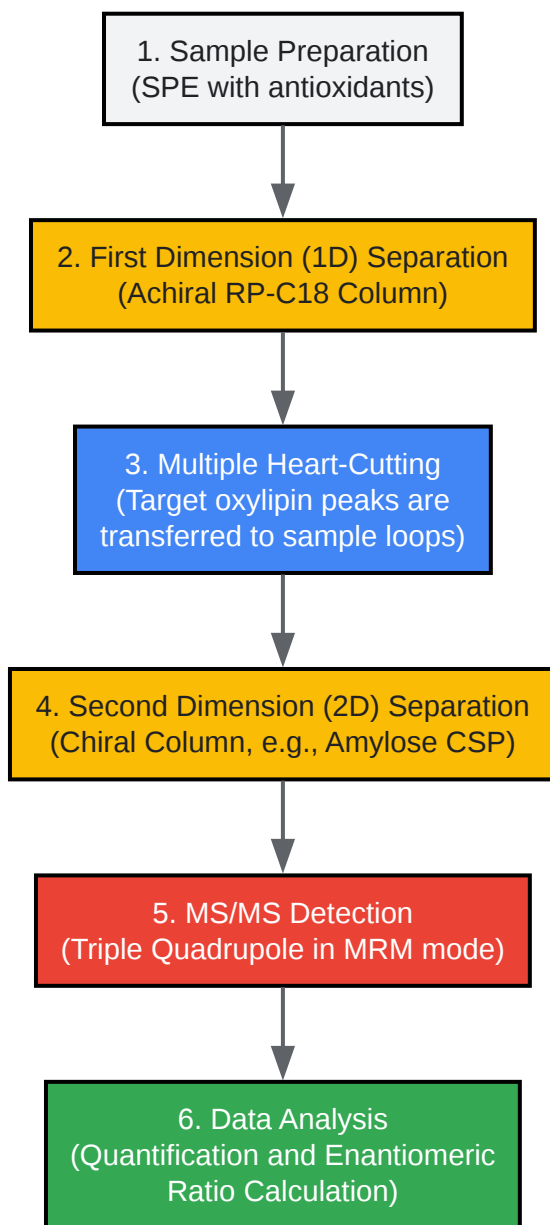 1. Sample Preparation
(SPE with antioxidants)
2. First Dimension (1D) Separation
(Achiral RP-C18 Column)
3. Multiple Heart-Cutting
(Target oxylipin peaks are
transferred to sample loops)
4. Second Dimension (2D) Separation
(Chiral Column, e.g., Amylose CSP)
5. MS/MS Detection
(Triple Quadrupole in MRM mode)
6. Data Analysis
(Quantification and Enantiomeric
Ratio Calculation)